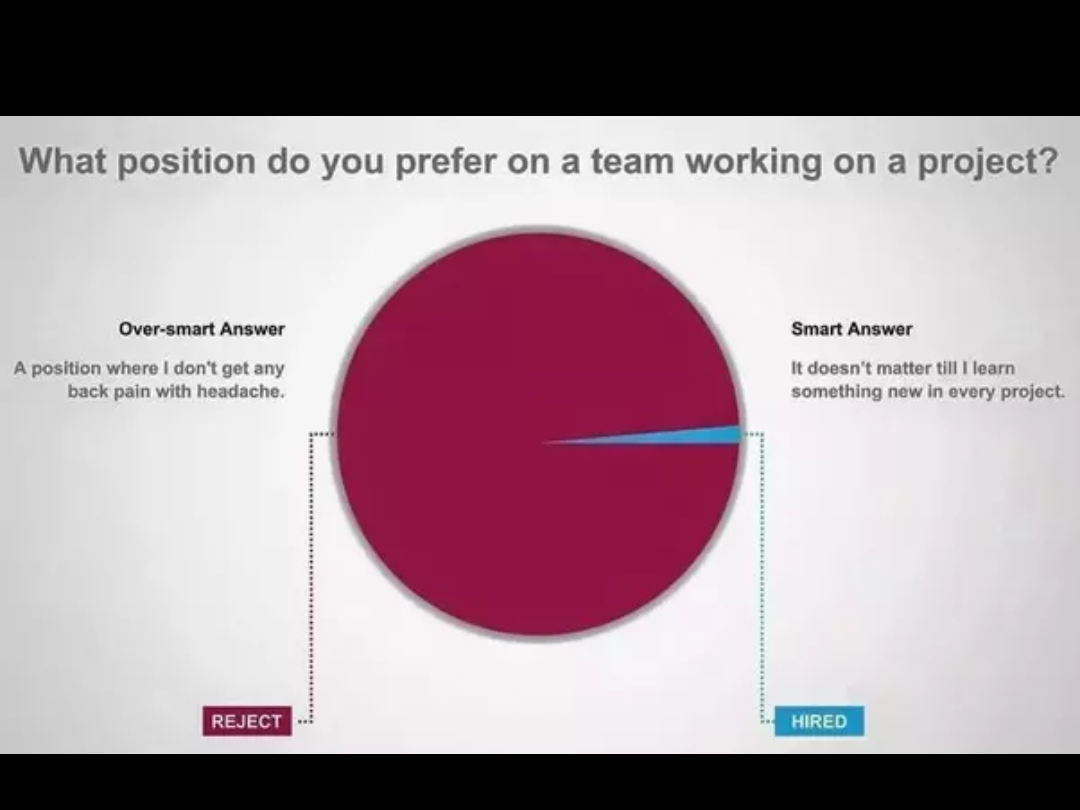 What position do you prefer on a team working on a project?
Over-smart Answer
A position where I don't get any
back pain with headache.
Smart Answer
It doesn't matter till I learn
something new in every project.
REJECT
HIRED